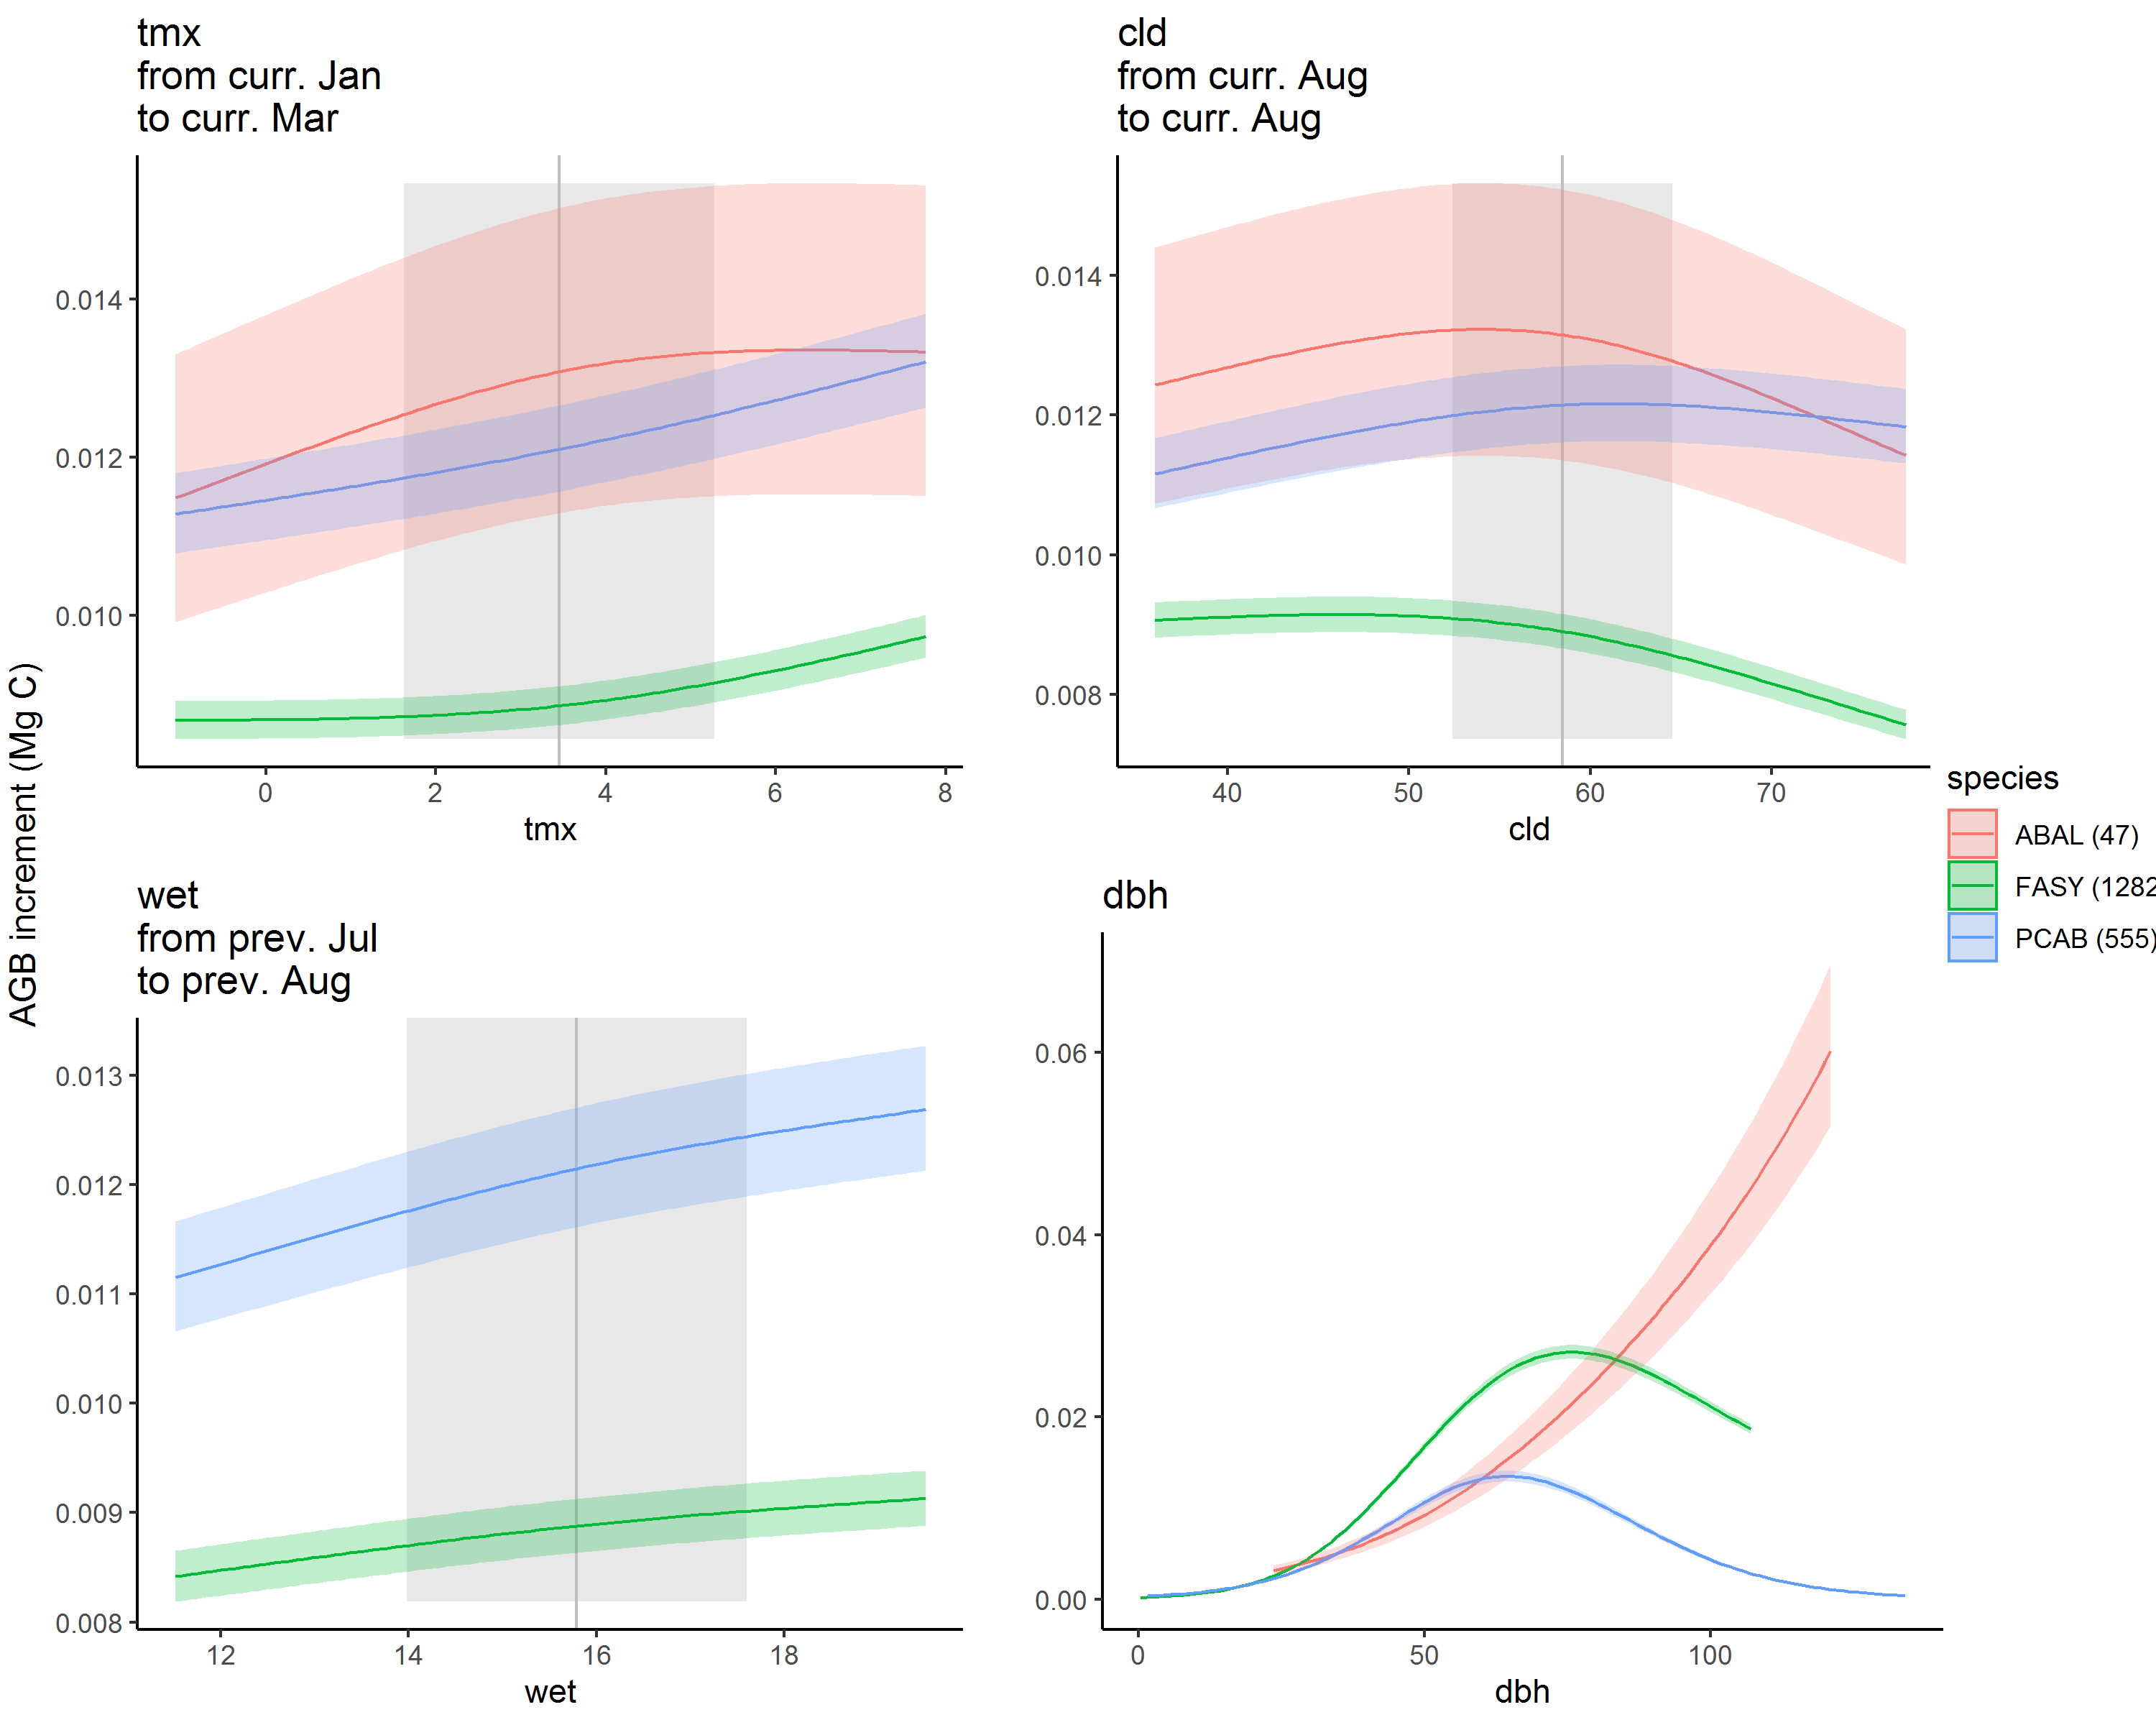 tmx
from curr. Jan
to curr. Mar
0.014
0.012
0.010
0 2 4 6 8
tmx
cld
from curr. Aug
to curr. Aug
0.014
0.012
0.010
0.008
40 50 60 70
cld
AGB increment (Mg C)
wet
from prev. Jul
to prev. Aug
0.013
0.012
0.011
0.010
0.009
0.008
12 14 16 18
wet
dbh
0.06
0.04
0.02
0.00
0 50 100
dbh
species
ABAL (47)
FASY (1282
PCAB (555)